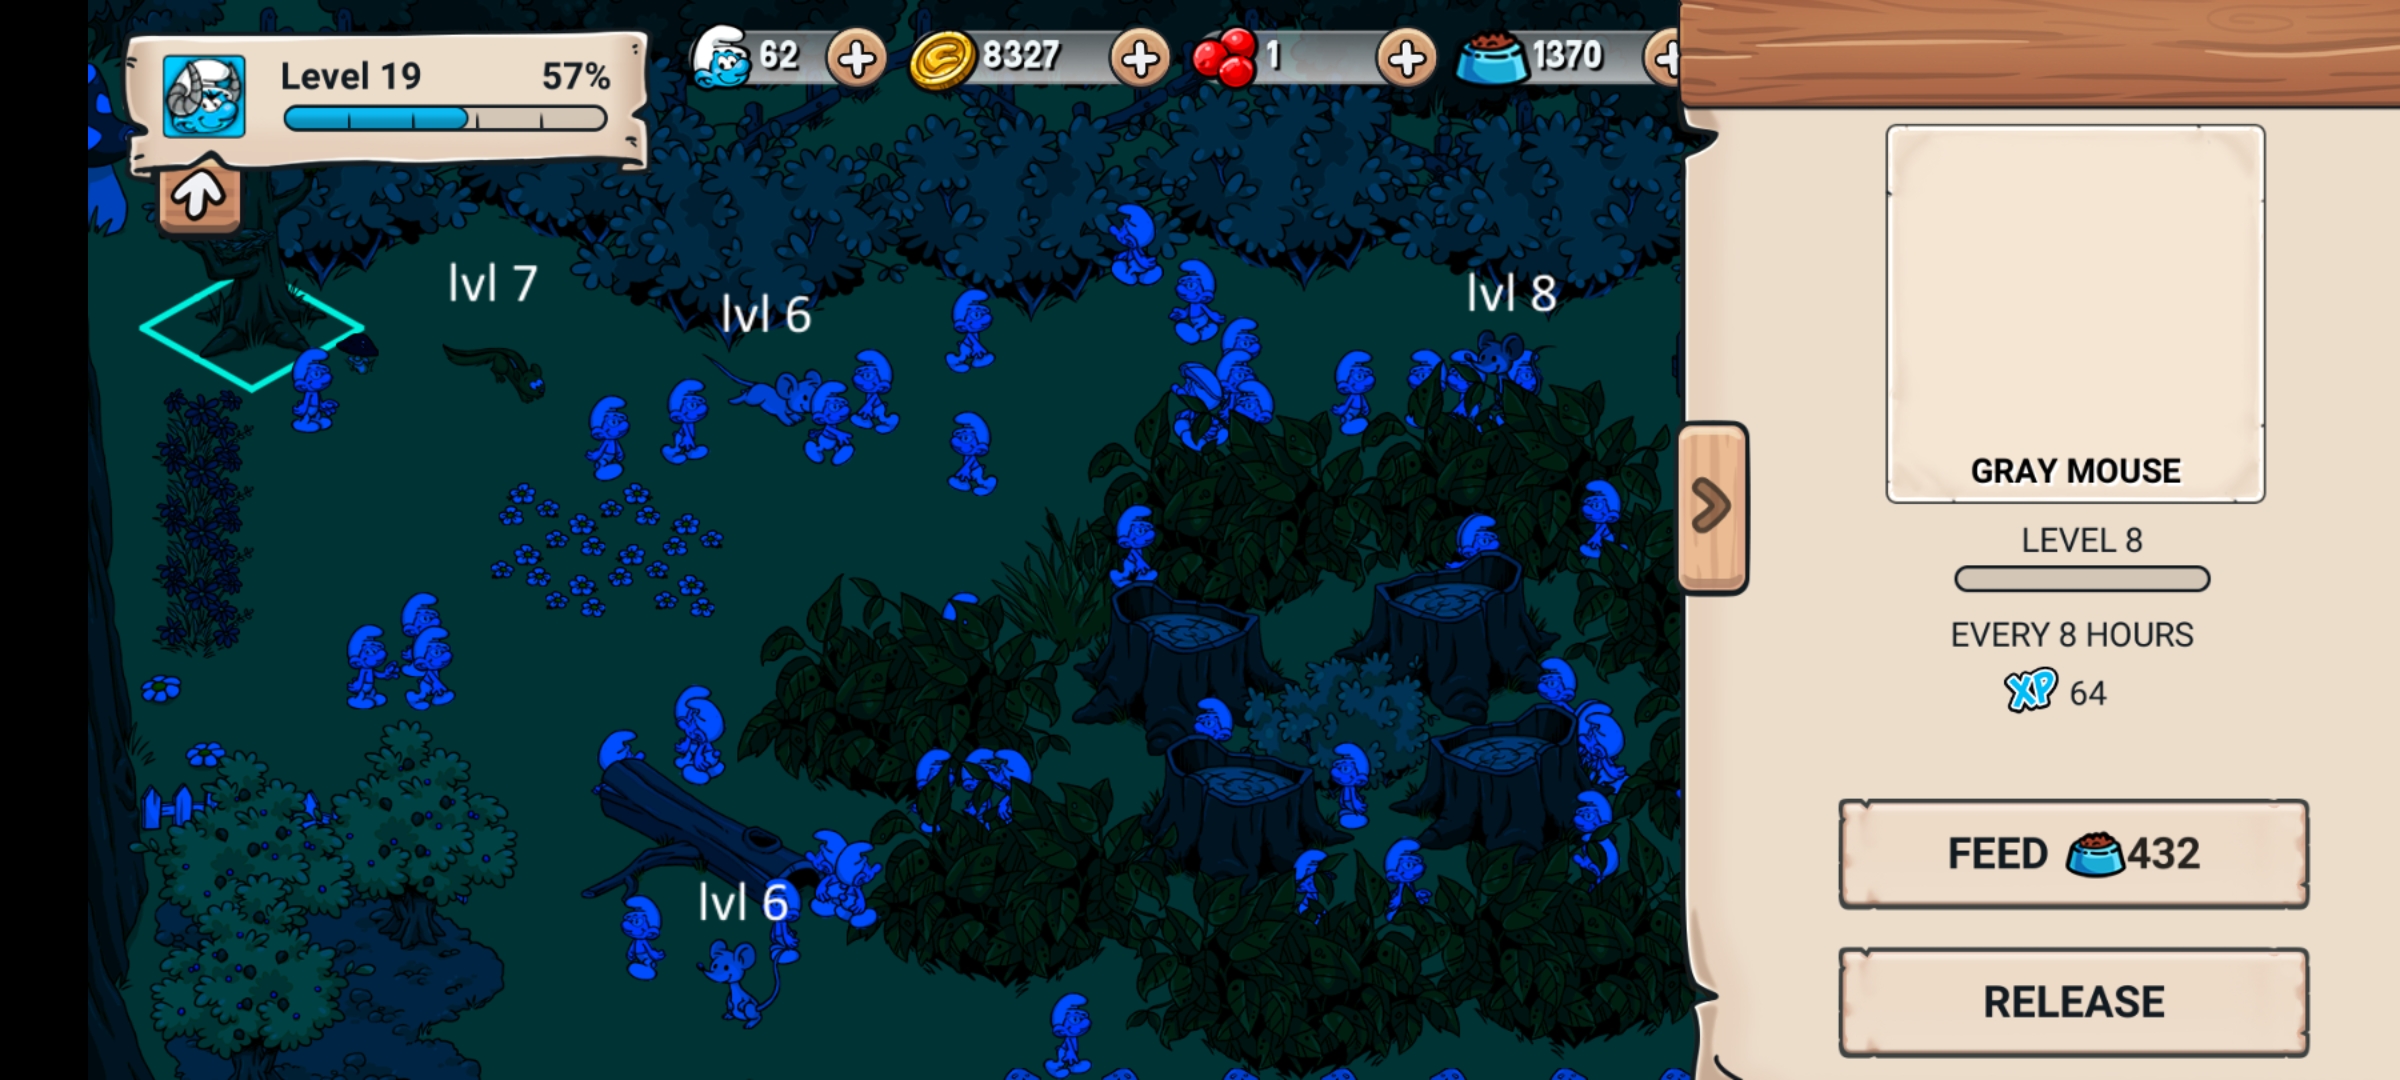 Level 19 57%
62
8327
1
1370
lvl 7
lvl 6
lvl 8
lvl 6
GRAY MOUSE
LEVEL 8
EVERY 8 HOURS
XP 64
FEED 432
RELEASE